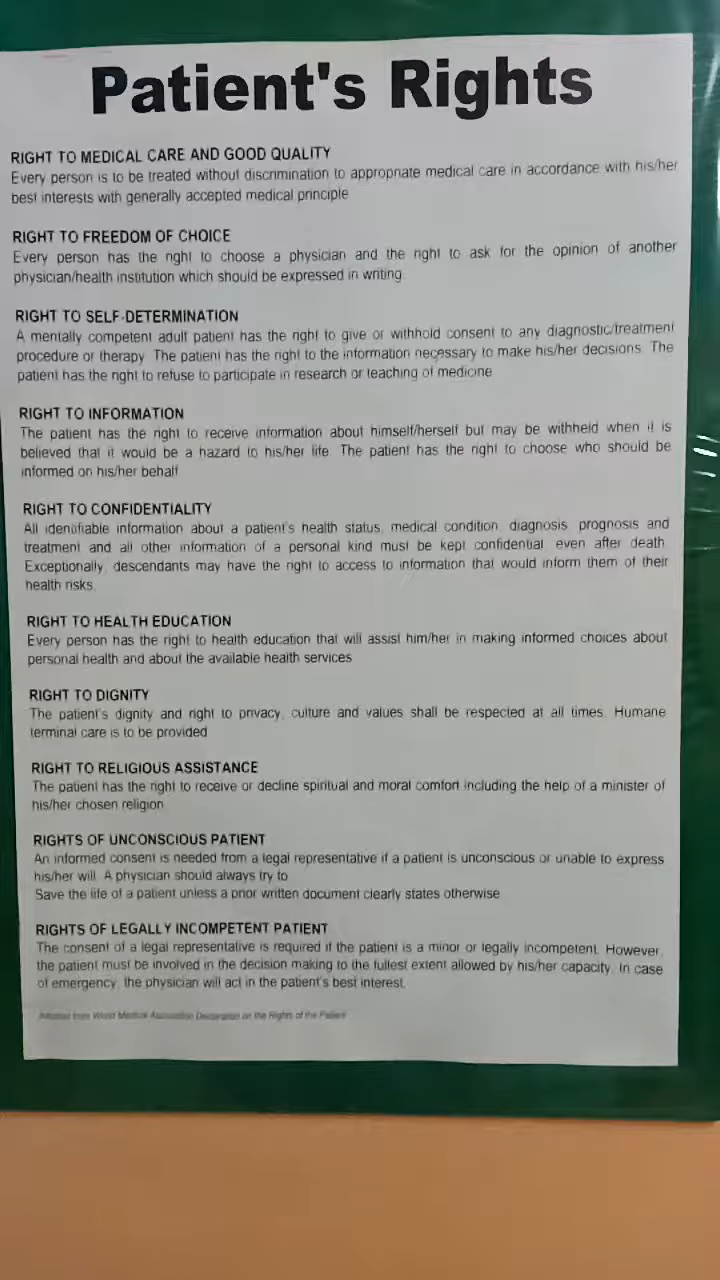 Patient's Rights
RIGHT TO MEDICAL CARE AND GOOD QUALITY
Every person is to be treated without discrimination to appropriate medical care in accordance with his/her
best interests with generally accepted medical principle
RIGHT TO FREEDOM OF CHOICE
Every person has the right to choose a physician and the right to ask for the opinion of another
physician/health institution which should be expressed in writing.
RIGHT TO SELF-DETERMINATION
A mentally competent adult patient has the right to give or withhold consent to any diagnostic/treatment
procedure or therapy. The patient has the right to the information necessary to make his/her decisions. The
patient has the right to refuse to participate in research or teaching of medicine
RIGHT TO INFORMATION
The patient has the right to receive information about himself/herself but may be withheld when it is
believed that it would be a hazard to his/her life. The patient has the right to choose who should be
informed on his/her behalf
RIGHT TO CONFIDENTIALITY
All identifiable information about a patient's health status, medical condition, diagnosis, prognosis and
treatment and all other information of a personal kind must be kept confidential, even after death.
Exceptionally, descendants may have the right to access to information that would inform them of their
health risks.
RIGHT TO HEALTH EDUCATION
Every person has the right to health education that will assist him/her in making informed choices about
personal health and about the available health services
RIGHT TO DIGNITY
The patient's dignity and right to privacy, culture and values shall be respected at all times. Humane
terminal care is to be provided
RIGHT TO RELIGIOUS ASSISTANCE
The patient has the right to receive or decline spiritual and moral comfort including the help of a minister of
his/her chosen religion
RIGHTS OF UNCONSCIOUS PATIENT
An informed consent is needed from a legal representative if a patient is unconscious or unable to express
his/her will. A physician should always try to
Save the life of a patient unless a prior written document clearly states otherwise
RIGHTS OF LEGALLY INCOMPETENT PATIENT
The consent of a legal representative is required if the patient is a minor or legally incompetent. However,
the patient must be involved in the decision making to the fullest extent allowed by his/her capacity. In case
of emergency, the physician will act in the patient's best interest.
Adapted from World Medical Association Declaration on the Rights of the Patient